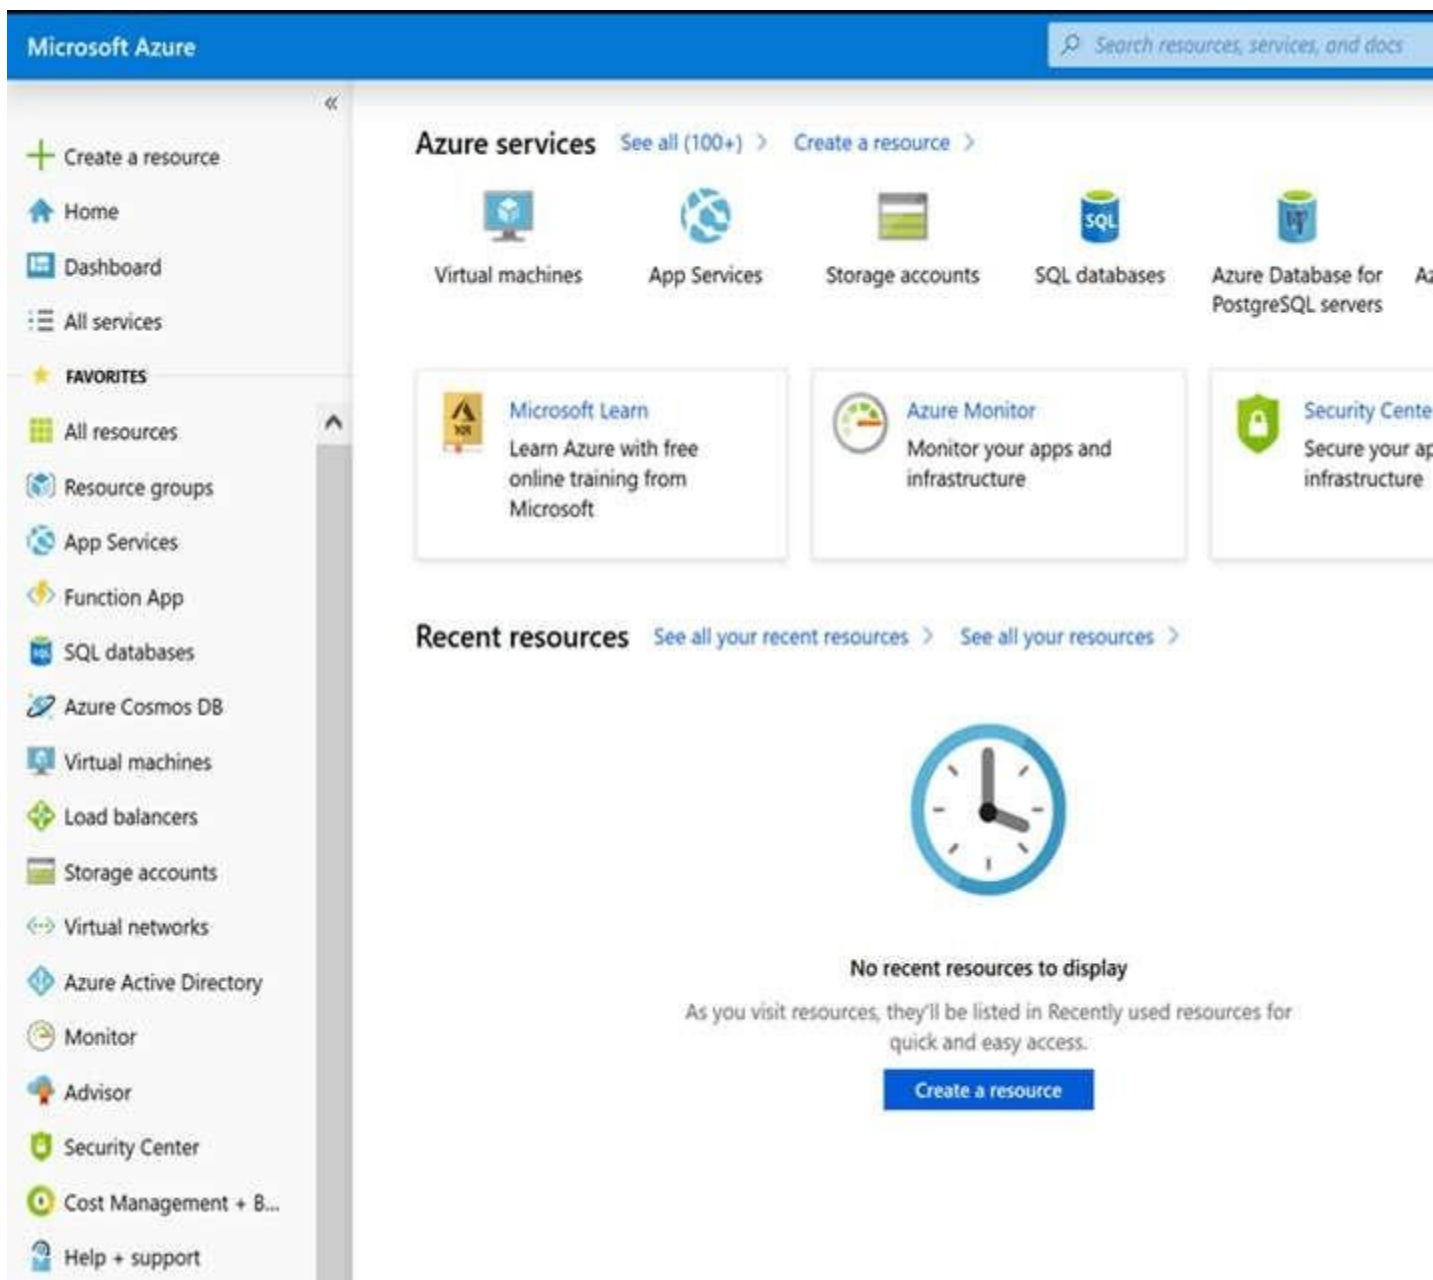 Microsoft Azure
Search resources, services, and docs
«
Create a resource
Home
Dashboard
All services
FAVORITES
All resources
Resource groups
App Services
Function App
SQL databases
Azure Cosmos DB
Virtual machines
Load balancers
Storage accounts
Virtual networks
Azure Active Directory
Monitor
Advisor
Security Center
Cost Management + B...
Help + support
Azure services See all (100+) > Create a resource >
SQL
Virtual machines App Services Storage accounts SQL databases Azure Database for Az
PostgreSQL servers
Microsoft Learn
Learn Azure with free
online training from
Microsoft
Azure Monitor
Monitor your apps and
infrastructure
Security Cente
Secure your ap
infrastructure
Recent resources See all your recent resources > See all your resources >
No recent resources to display
As you visit resources, they'll be listed in Recently used resources for
quick and easy access.
Create a resource